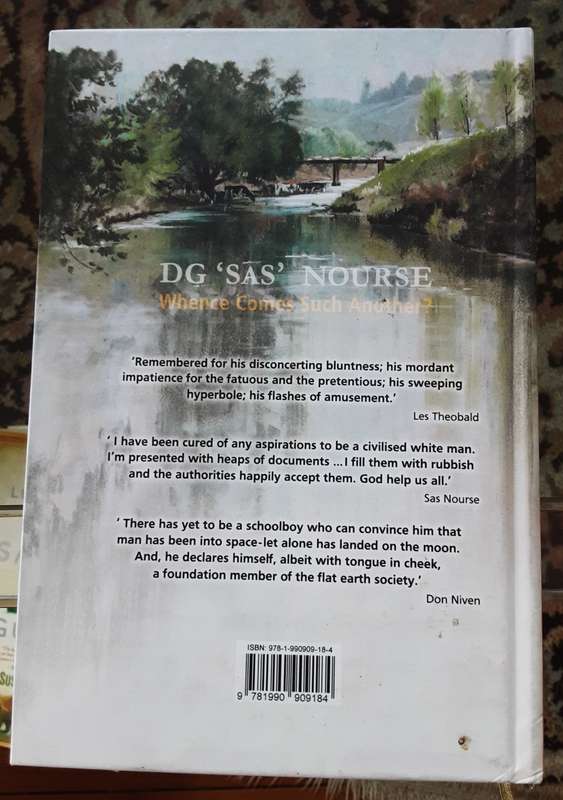 DG ‘SAS’ NOURSE
Whence Comes Such Another?
‘Remembered for his disconcerting bluntness; his mordant
impatience for the fatuous and the pretentious; his sweeping
hyperbole; his flashes of amusement.’
Les Theobald
‘ I have been cured of any aspirations to be a civilised white man.
I’m presented with heaps of documents ... I fill them with rubbish
and the authorities happily accept them. God help us all.’
Sas Nourse
‘ There has yet to be a schoolboy who can convince him that
man has been into space-let alone has landed on the moon.
And, he declares himself, albeit with tongue in cheek,
a foundation member of the flat earth society.’
Don Niven
ISBN: 978-1-990909-18-4
9 781990 909184